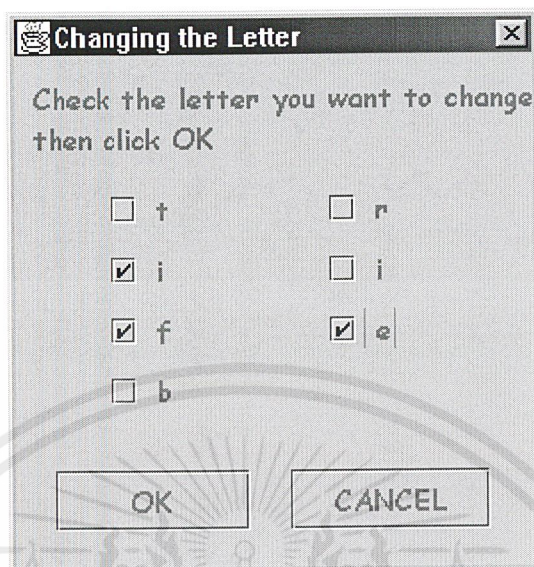 Changing the Letter
Check the letter you want to change
then click OK
t r
i i
f e
b
OK CANCEL